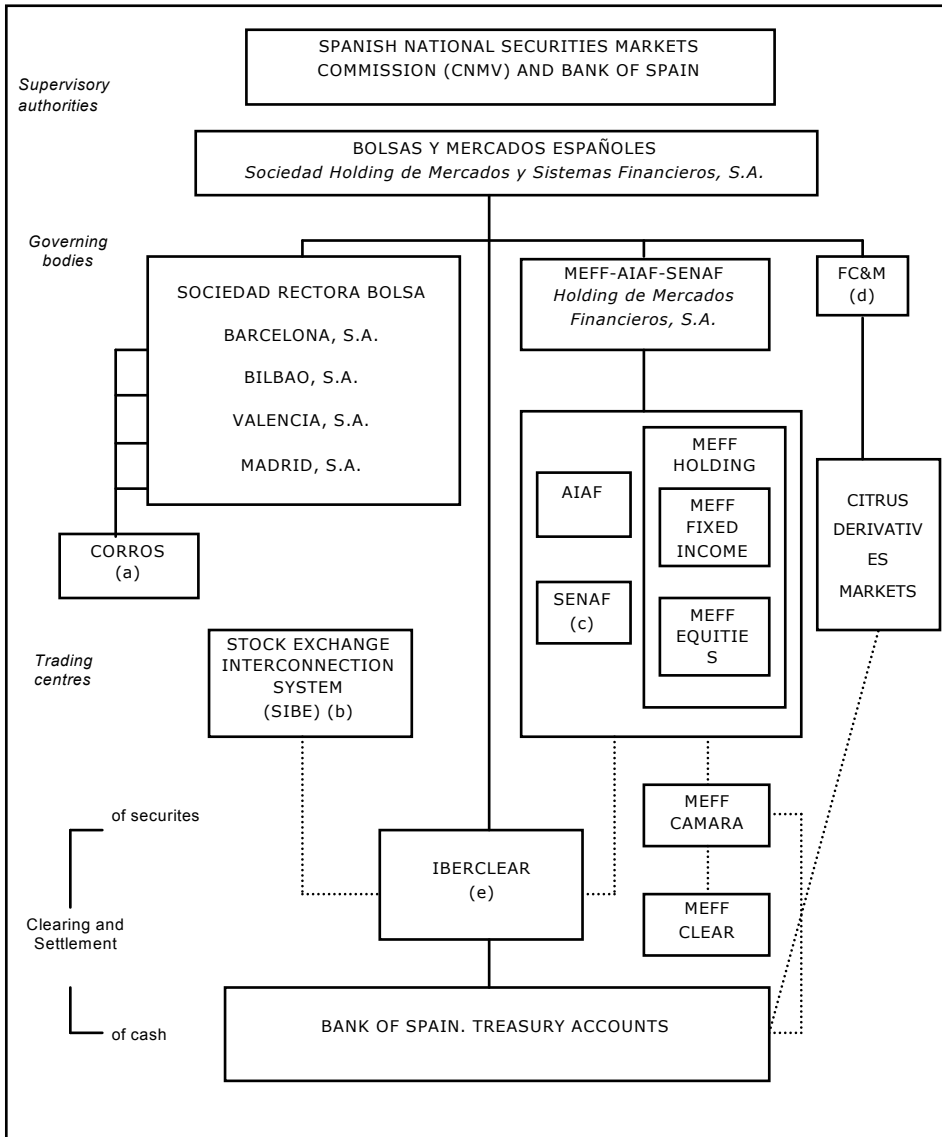 SPANISH NATIONAL SECURITIES MARKETS
COMMISSION (CNMV) AND BANK OF SPAIN
Supervisory
authorities
BOLSAS Y MERCADOS ESPAÑOLES
Sociedad Holding de Mercados y Sistemas Financieros, S.A.
Governing
bodies
SOCIEDAD RECTORA BOLSA
BARCELONA, S.A.
BILBAO, S.A.
VALENCIA, S.A.
MADRID, S.A.
MEFF-AIAF-SENAF
Holding de Mercados
Financieros, S.A.
FC&M
(d)
CORROS
(a)
AIAF
SENAF
(c)
MEFF
HOLDING
MEFF
FIXED
INCOME
MEFF
EQUITIE
S
CITRUS
DERIVATIV
ES
MARKETS
Trading
centres
STOCK EXCHANGE
INTERCONNECTION
SYSTEM
(SIBE) (b)
of securites
MEFF
CAMARA
IBERCLEAR
(e)
MEFF
CLEAR
Clearing and
Settlement
of cash
BANK OF SPAIN. TREASURY ACCOUNTS